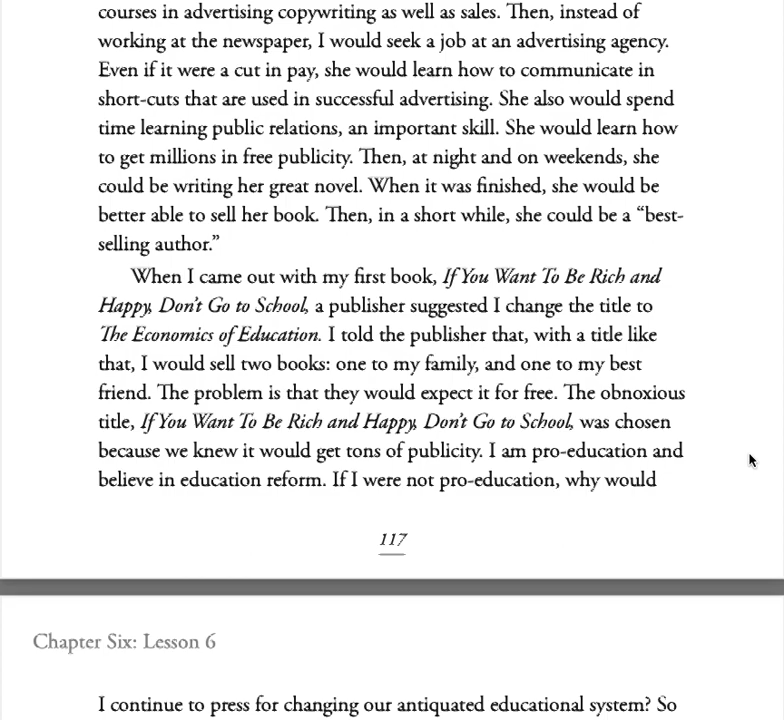 courses in advertising copywriting as well as sales. Then, instead of
working at the newspaper, I would seek a job at an advertising agency.
Even if it were a cut in pay, she would learn how to communicate in
short-cuts that are used in successful advertising. She also would spend
time learning public relations, an important skill. She would learn how
to get millions in free publicity. Then, at night and on weekends, she
could be writing her great novel. When it was finished, she would be
better able to sell her book. Then, in a short while, she could be a “best-
selling author.”
When I came out with my first book, If You Want To Be Rich and
Happy, Don’t Go to School, a publisher suggested I change the title to
The Economics of Education. I told the publisher that, with a title like
that, I would sell two books: one to my family, and one to my best
friend. The problem is that they would expect it for free. The obnoxious
title, If You Want To Be Rich and Happy, Don’t Go to School, was chosen
because we knew it would get tons of publicity. I am pro-education and
believe in education reform. If I were not pro-education, why would
117
Chapter Six: Lesson 6
I continue to press for changing our antiquated educational system? So